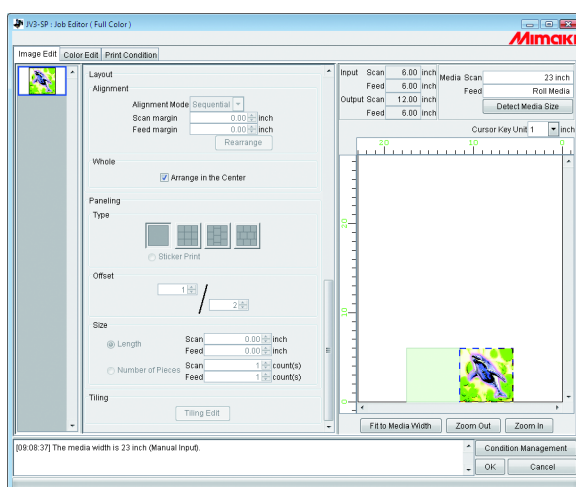 JV3-SP : Job Editor ( Full Color )
Mimaki
Image Edit Color Edit Print Condition
Layout
Alignment
Alignment Mode Sequential
Scan margin 0.00 inch
Feed margin 0.00 inch
Rearrange
Whole
Arrange in the Center
Paneling
Type
Sticker Print
Offset
1
2
Size
Length
Scan 0.00 inch
Feed 0.00 inch
Number of Pieces
Scan 1 count(s)
Feed 1 count(s)
Tiling
Tiling Edit
Input Scan 6.00 inch
Feed 6.00 inch
Output Scan 12.00 inch
Feed 6.00 inch
Media Scan 23 inch
Feed Roll Media
Detect Media Size
Cursor Key Unit 1 inch
20 10 0
20
10
0
Fit to Media Width Zoom Out Zoom In
[09:08:37] The media width is 23 inch (Manual Input).
Condition Management
OK Cancel